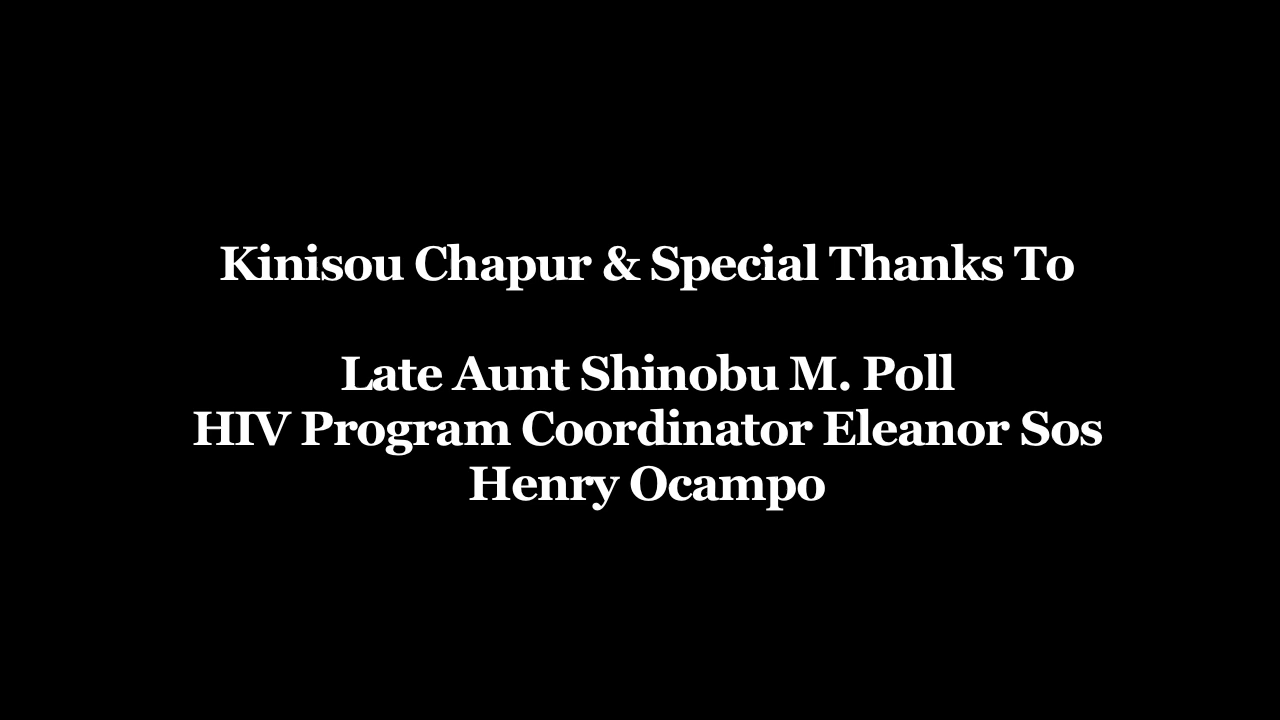 Kinisou Chapur & Special Thanks To
Late Aunt Shinobu M. Poll
HIV Program Coordinator Eleanor Sos
Henry Ocampo